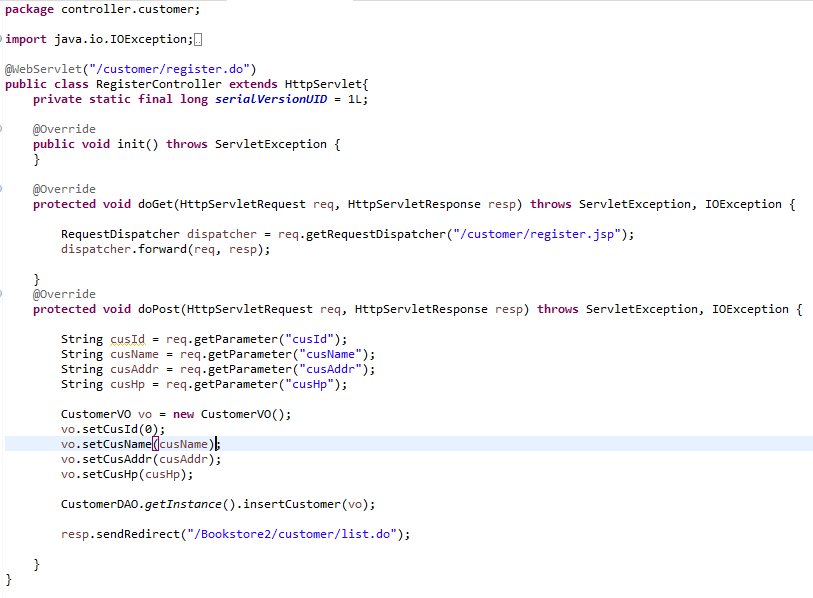 package controller.customer;
import java.io.IOException;
@WebServlet("/customer/register.do")
public class RegisterController extends HttpServlet{
private static final long serialVersionUID = 1L;
@Override
public void init() throws ServletException {
}
@Override
protected void doGet(HttpServletRequest req, HttpServletResponse resp) throws ServletException, IOException {
RequestDispatcher dispatcher = req.getRequestDispatcher("/customer/register.jsp");
dispatcher.forward(req, resp);
}
@Override
protected void doPost(HttpServletRequest req, HttpServletResponse resp) throws ServletException, IOException {
String cusId = req.getParameter("cusId");
String cusName = req.getParameter("cusName");
String cusAddr = req.getParameter("cusAddr");
String cusHp = req.getParameter("cusHp");
CustomerVO vo = new CustomerVO();
vo.setCusId(0);
vo.setCusName(cusName);
vo.setCusAddr(cusAddr);
vo.setCusHp(cusHp);
CustomerDAO.getInstance().insertCustomer(vo);
resp.sendRedirect("/Bookstore2/customer/list.do");
}
}